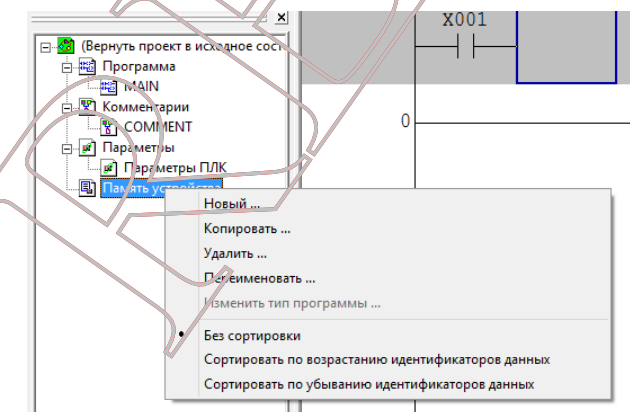 (Вернуть проект в исходное сост
Программа
MAIN
Комментарии
COMMENT
Параметры
Параметры ПЛК
Память устройства
Новый ...
Копировать ...
Удалить ...
Переименовать ...
Изменить тип программы ...
Без сортировки
Сортировать по возрастанию идентификаторов данных
Сортировать по убыванию идентификаторов данных
X001
0